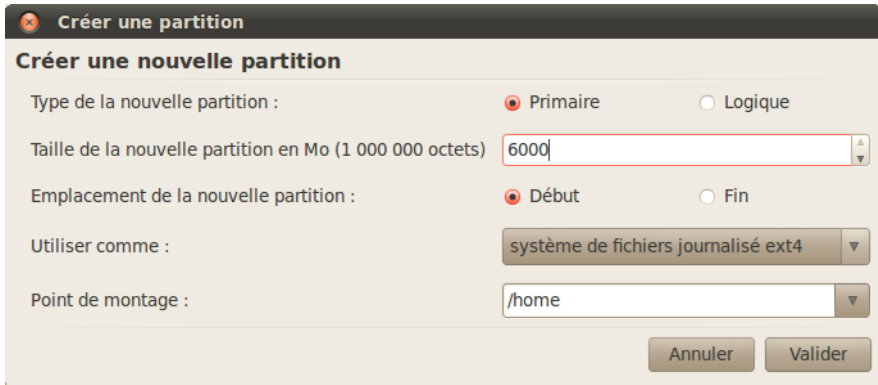 Créer une partition
Créer une nouvelle partition
Type de la nouvelle partition : Primaire Logique
Taille de la nouvelle partition en Mo (1 000 000 octets) 6000
Emplacement de la nouvelle partition : Début Fin
Utiliser comme : système de fichiers journalisé ext4
Point de montage : /home
Annuler Valider